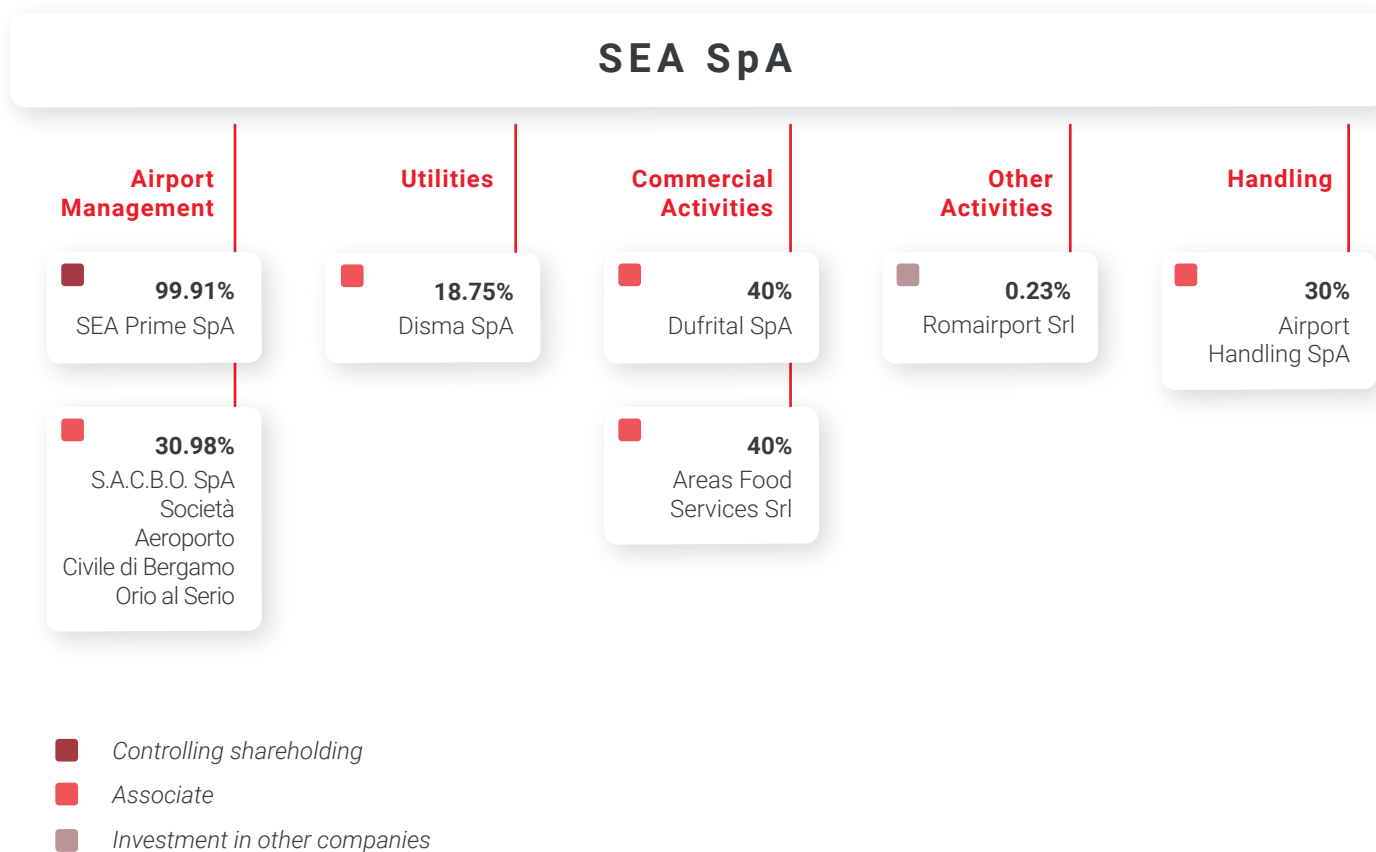 SEA SpA
Airport
Management
99.91%
SEA Prime SpA
30.98%
S.A.C.B.O. SpA
Società
Aeroporto
Civile di Bergamo
Orio al Serio
Utilities
18.75%
Disma SpA
Commercial
Activities
40%
Dufrital SpA
40%
Areas Food
Services Srl
Other
Activities
0.23%
Romairport Srl
Handling
30%
Airport
Handling SpA
Controlling shareholding
Associate
Investment in other companies